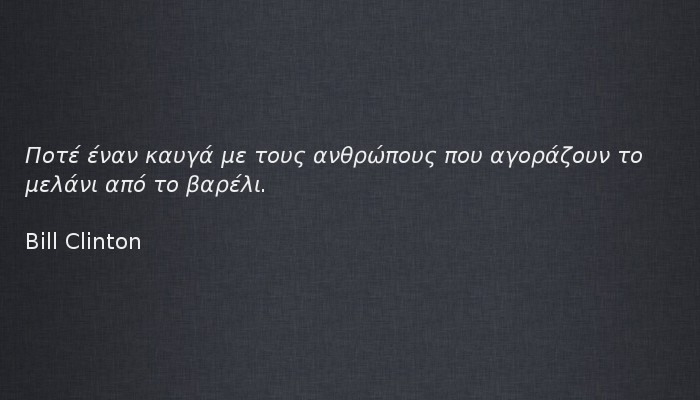 Ποτέ έναν καυγά με τους ανθρώπους που αγοράζουν το
μελάνι από το βαρέλι.
Bill Clinton